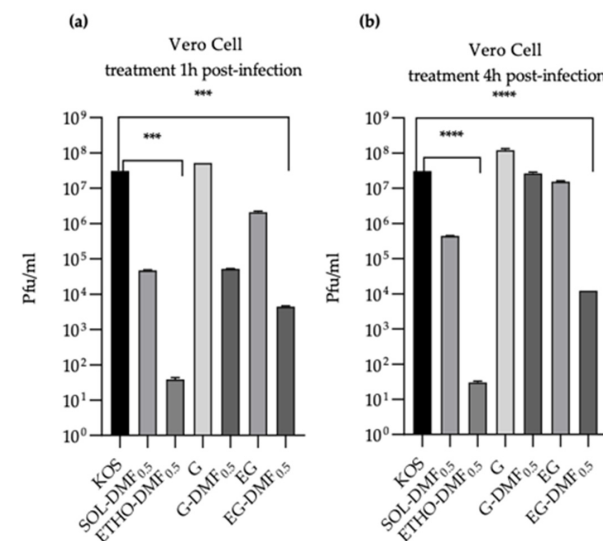 (a)
Vero Cell
treatment 1h post-infection
***
***
10⁹
10⁸
10⁷
10⁶
10⁵
10⁴
10³
10²
10¹
10⁰
Pfu/ml
KOS
SOL-DMF₀.₅
ETHO-DMF₀.₅
G
G-DMF₀.₅
EG
EG-DMF₀.₅
(b)
Vero Cell
treatment 4h post-infection
****
****
10⁹
10⁸
10⁷
10⁶
10⁵
10⁴
10³
10²
10¹
10⁰
Pfu/ml
KOS
SOL-DMF₀.₅
ETHO-DMF₀.₅
G
G-DMF₀.₅
EG
EG-DMF₀.₅